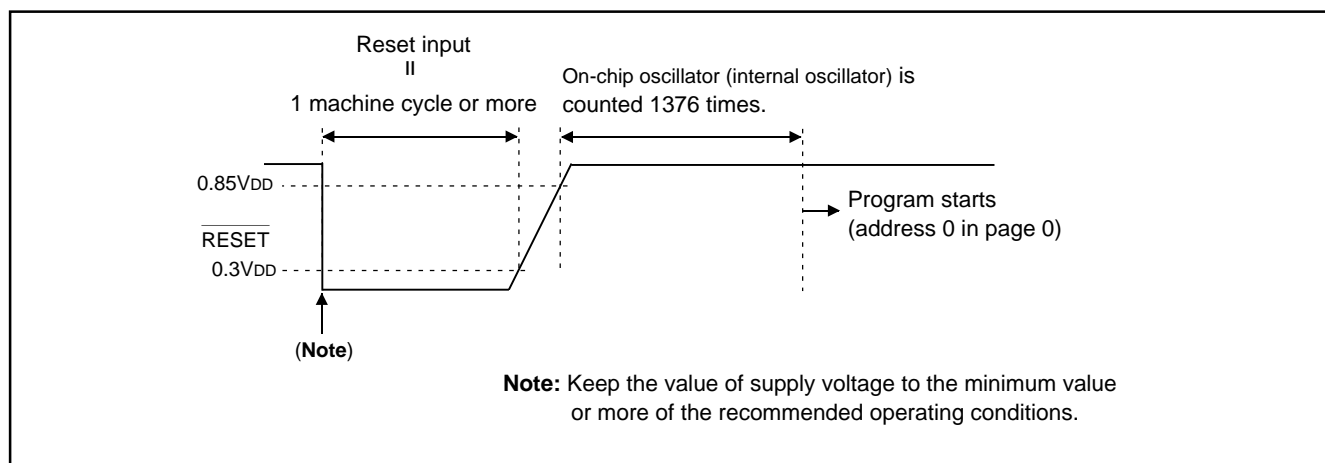 Reset input
=
1 machine cycle or more
On-chip oscillator (internal oscillator) is
counted 1376 times.
0.85VDD
RESET
0.3VDD
Program starts
(address 0 in page 0)
(Note)
Note: Keep the value of supply voltage to the minimum value
or more of the recommended operating conditions.